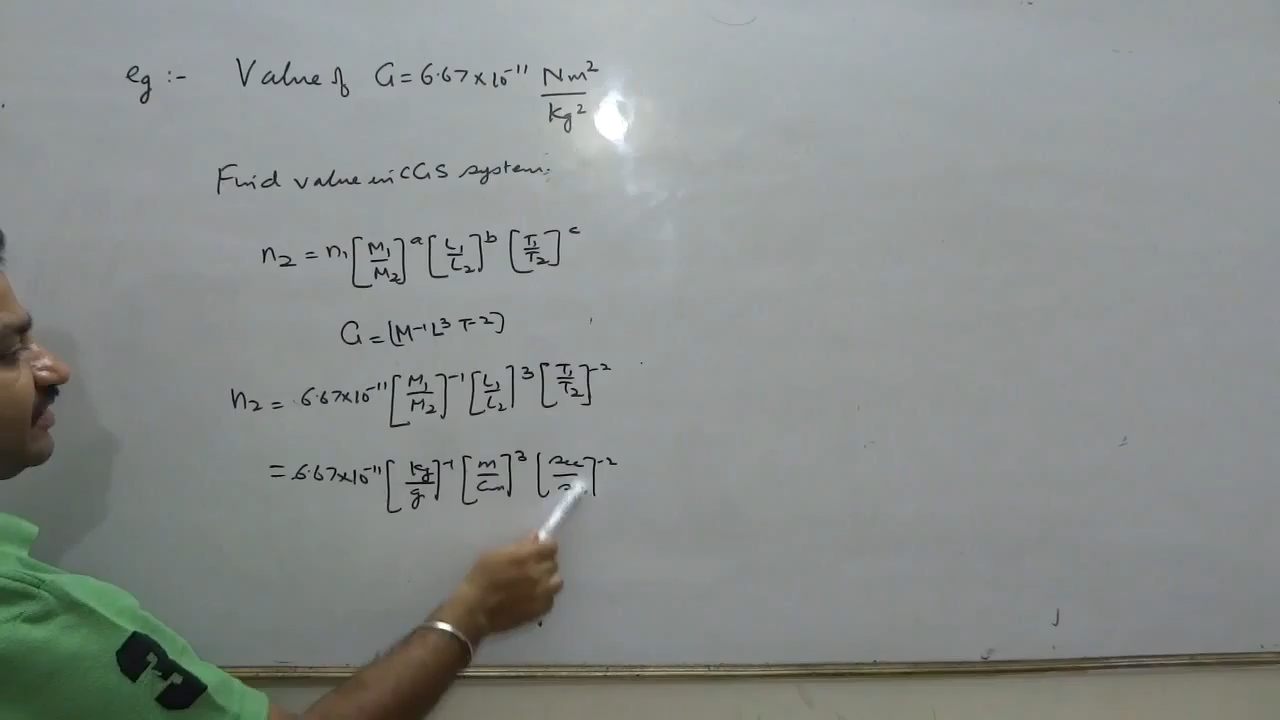 eg :- Value of G = 6.67×10⁻¹¹ Nm²/kg²
Find value in CGS system.
n₂ = n₁ [M₁/M₂]ᵃ [L₁/L₂]ᵇ [T₁/T₂]ᶜ
G = [M⁻¹L³T⁻²]
n₂ = 6.67×10⁻¹¹ [M₁/M₂]⁻¹ [L₁/L₂]³ [T₁/T₂]⁻²
= 6.67×10⁻¹¹ [kg/g]⁻¹ [m/cm]³ [sec/]⁻²